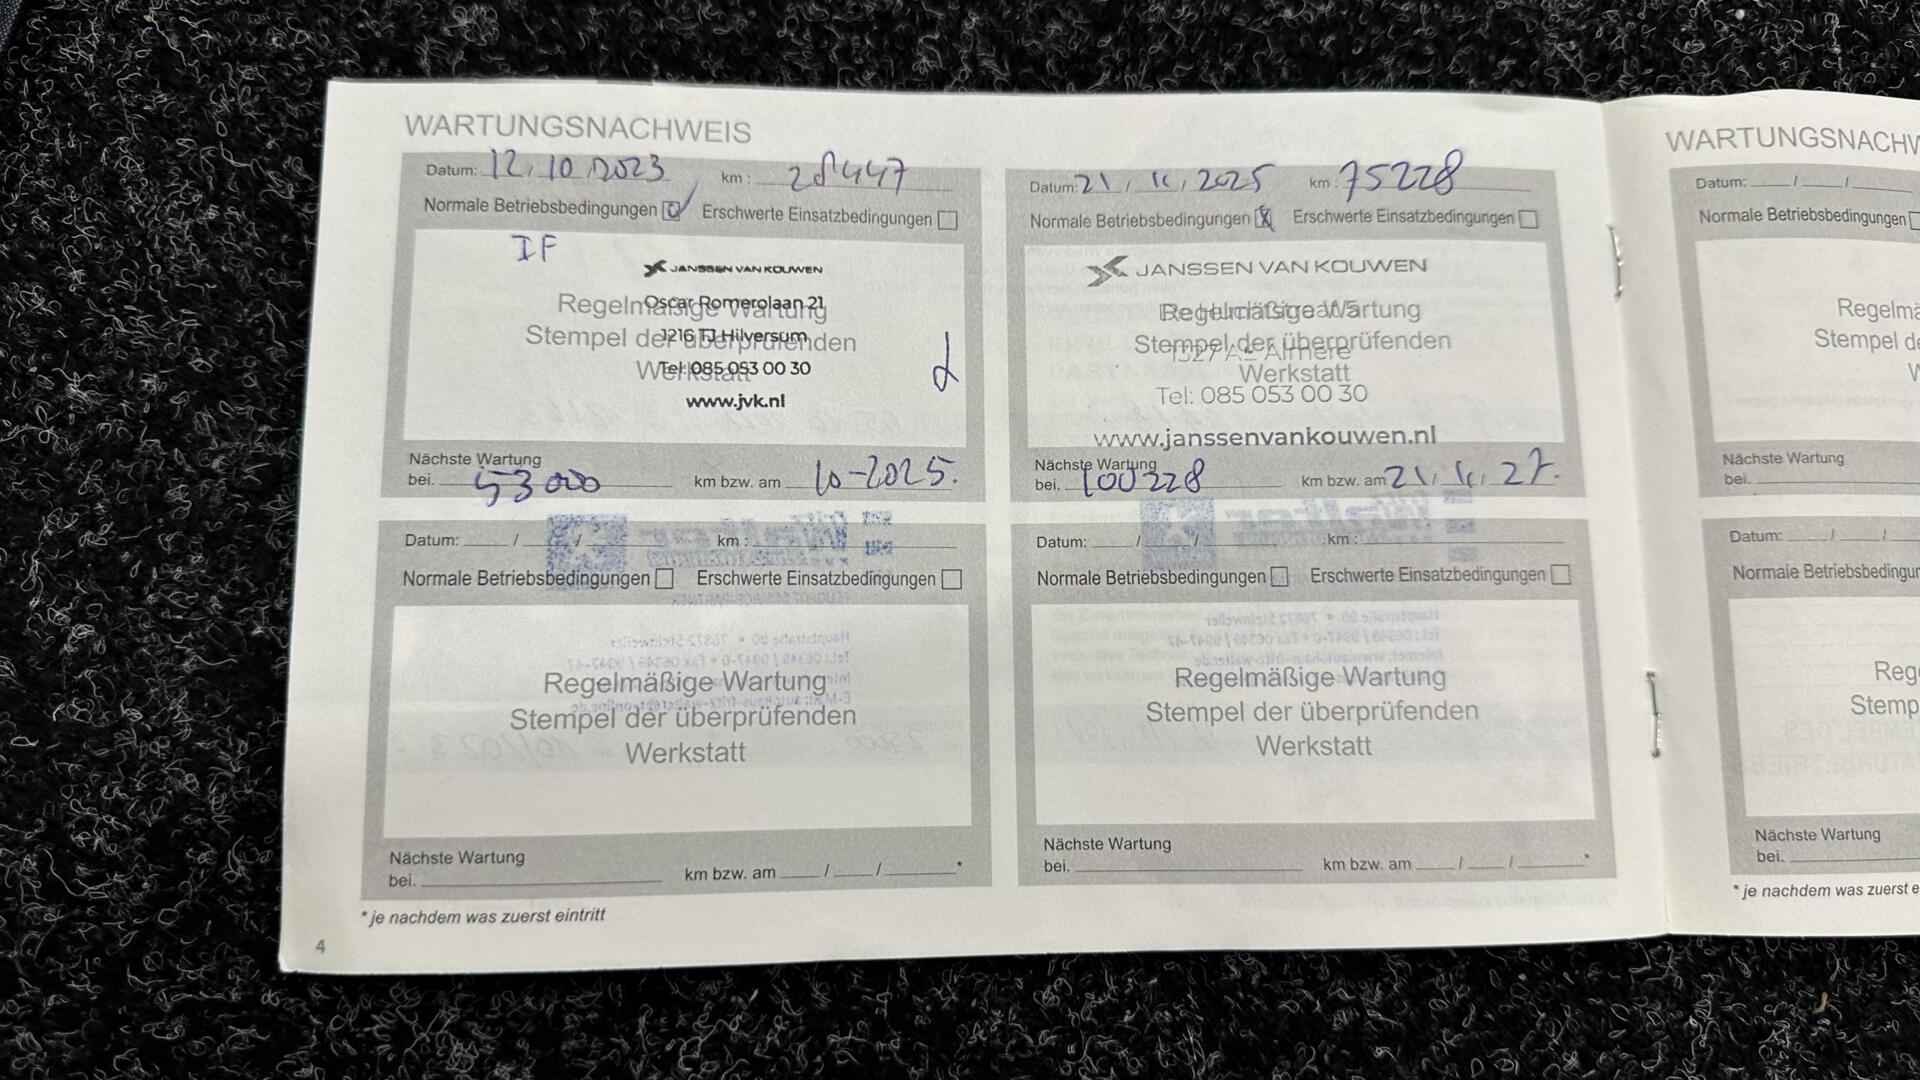 WARTUNGSNACHWEIS
Datum: 12, 10, 2023 km : 28447
Normale Betriebsbedingungen Erschwerte Einsatzbedingungen
IF
JANSSEN VAN KOUWEN
Oscar Romerolaan 21
Regelmäßige Wartung
1216 TJ Hilversum
Stempel der überprüfenden
Tel: 085 053 00 30
Werkstatt
www.jvk.nl
Nächste Wartung
bei. 53000 km bzw. am 10-2025.
Datum: 21, , 2025 km : 75228
Normale Betriebsbedingungen Erschwerte Einsatzbedingungen
JANSSEN VAN KOUWEN
Regelmäßige Wartung
Stempel der überprüfenden
Almere
Werkstatt
Tel: 085 053 00 30
www.janssenvankouwen.nl
Nächste Wartung
bei. 100228 km bzw. am 21, , 27.
Datum: / / km :
Normale Betriebsbedingungen Erschwerte Einsatzbedingungen
Regelmäßige Wartung
Stempel der überprüfenden
Werkstatt
Nächste Wartung
bei. km bzw. am / / *
Datum: / / km :
Normale Betriebsbedingungen Erschwerte Einsatzbedingungen
Regelmäßige Wartung
Stempel der überprüfenden
Werkstatt
Nächste Wartung
bei. km bzw. am / / *
* je nachdem was zuerst eintritt
4
WARTUNGSNACHW
Datum: / /
Normale Betriebsbedingungen
Regelmä
Stempel de
W
Nächste Wartung
bei.
Datum: / /
Normale Betriebsbedingun
Reg
Stemp
Nächste Wartung
bei.
* je nachdem was zuerst e